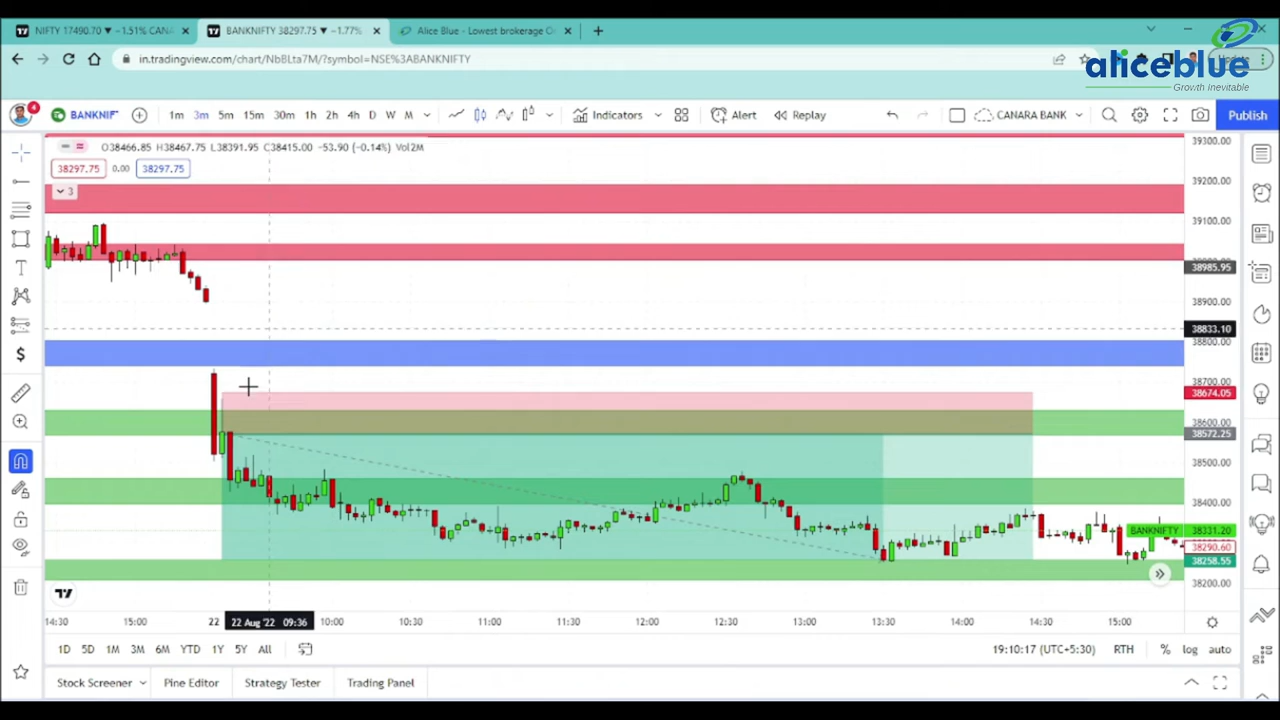 NIFTY 17490.70 ▼ −1.51% CAN
BANKNIFTY 38297.75 ▼ −1.77%
Alice Blue - Lowest brokerage O
aliceblue
Growth Inevitable
in.tradingview.com/chart/NbBLta7M/?symbol=NSE%3ABANKNIFTY
4
BANKNIF
1m 3m 5m 15m 30m 1h 2h 4h D W M
Indicators
Alert
Replay
CANARA BANK
Publish
O38466.85 H38467.75 L38391.95 C38415.00 −53.90 (−0.14%) Vol2M
38297.75 0.00 38297.75
3
39300.00
39200.00
39100.00
38985.95
38900.00
38833.10
38800.00
38700.00
38674.05
38600.00
38572.25
38500.00
38400.00
BANKNIFTY 38331.20
38290.60
38258.55
38200.00
14:30 15:00 22 22 Aug '22 09:36 10:00 10:30 11:00 11:30 12:00 12:30 13:00 13:30 14:00 14:30 15:00
1D 5D 1M 3M 6M YTD 1Y 5Y All
19:10:17 (UTC+5:30) RTH % log auto
Stock Screener Pine Editor Strategy Tester Trading Panel